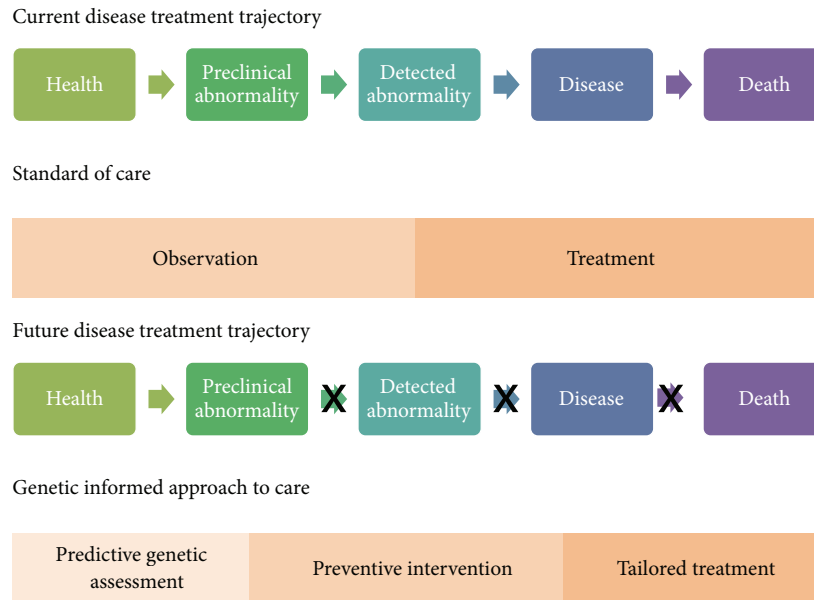 Current disease treatment trajectory
Health
Preclinical
abnormality
Detected
abnormality
Disease
Death
Standard of care
Observation
Treatment
Future disease treatment trajectory
Health
Preclinical
abnormality
X
Detected
abnormality
X
Disease
X
Death
Genetic informed approach to care
Predictive genetic
assessment
Preventive intervention
Tailored treatment